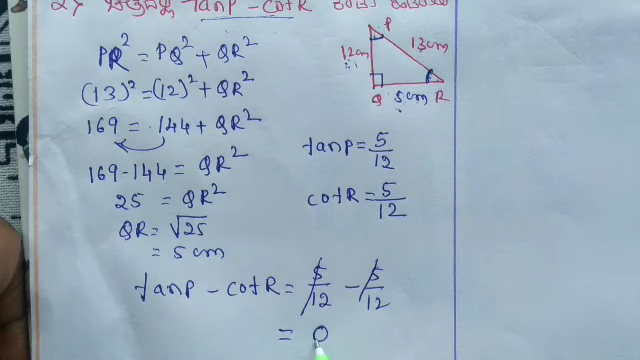 2) ಚಿತ್ರದಲ್ಲಿ tanP - cotR
PR² = PQ² + QR²
(13)² = (12)² + QR²
169 = 144 + QR²
169 - 144 = QR²
25 = QR²
QR = √25
= 5 cm
P
12cm
13cm
Q 5cm R
tanP = 5/12
cotR = 5/12
tanP - cotR = 5/12 - 5/12
= 0